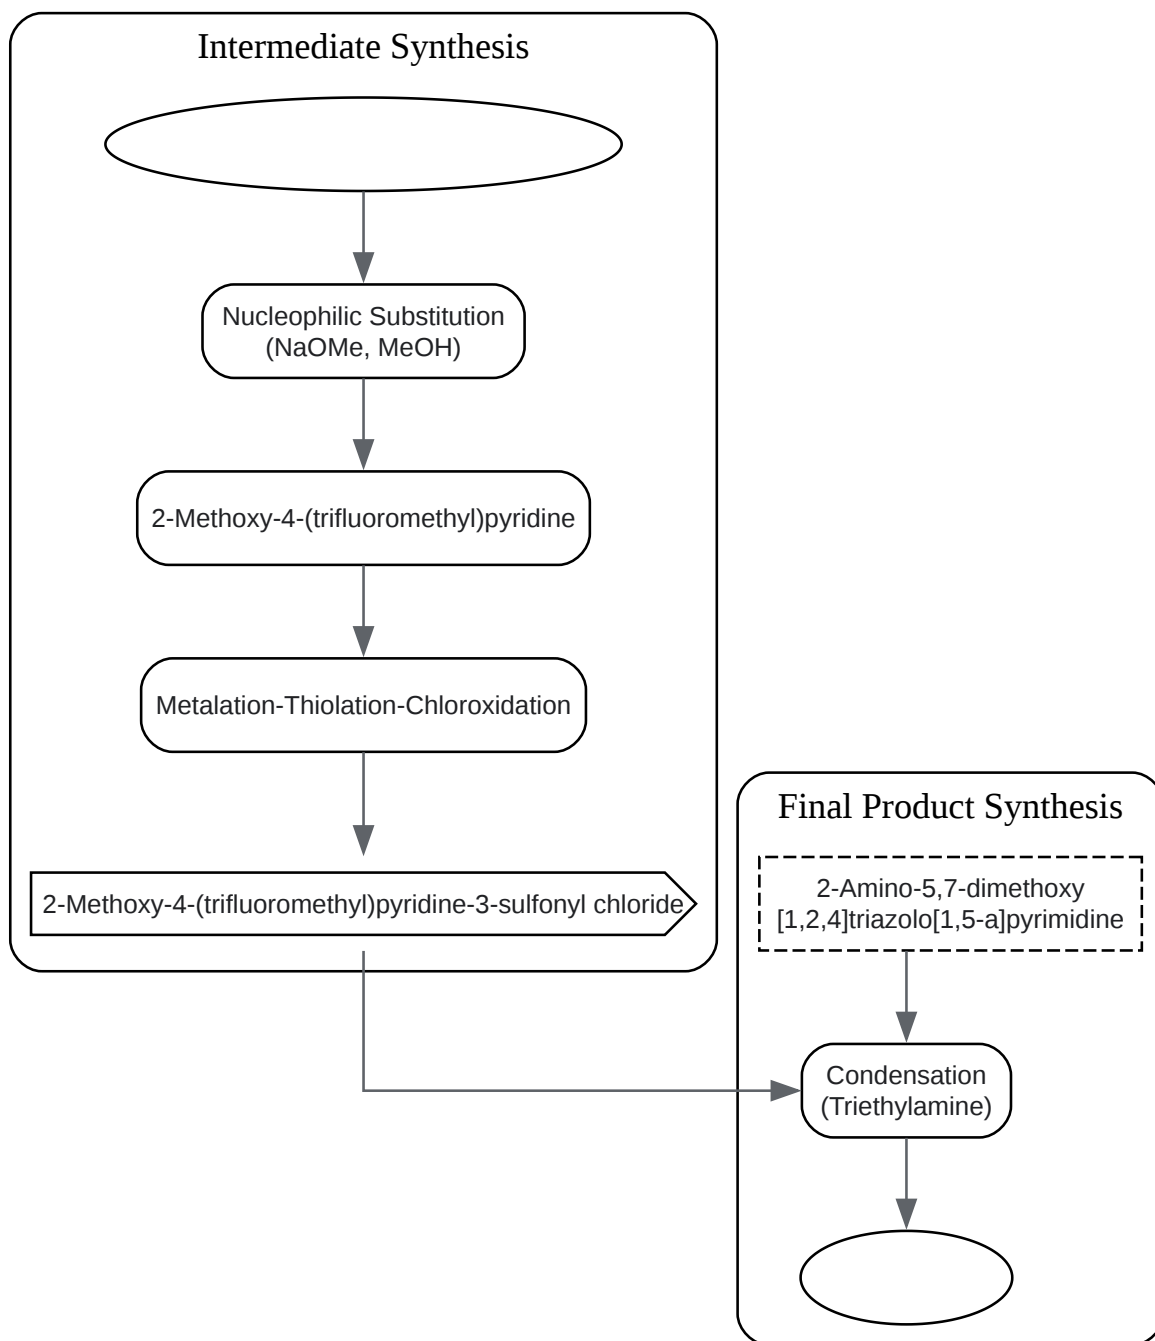 Intermediate Synthesis
Nucleophilic Substitution
(NaOMe, MeOH)
2-Methoxy-4-(trifluoromethyl)pyridine
Metalation-Thiolation-Chloroxidation
2-Methoxy-4-(trifluoromethyl)pyridine-3-sulfonyl chloride
Final Product Synthesis
2-Amino-5,7-dimethoxy
[1,2,4]triazolo[1,5-a]pyrimidine
Condensation
(Triethylamine)